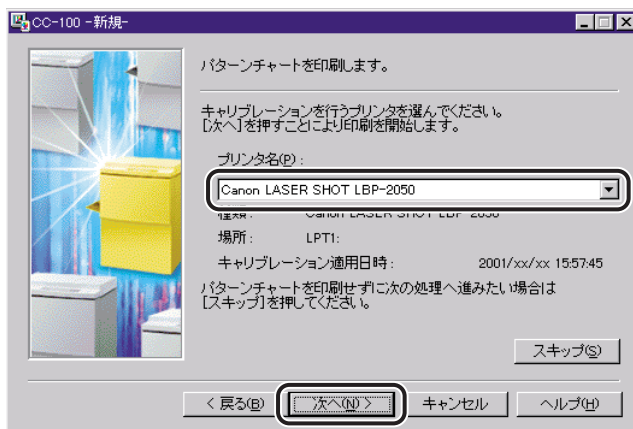 CC-100 -新規-
パターンチャートを印刷します。
キャリブレーションを行うプリンタを選んでください。
[次へ]を押すことにより印刷を開始します。
プリンタ名(P):
Canon LASER SHOT LBP-2050
種類: Canon LASER SHOT LBP-2050
場所: LPT1:
キャリブレーション適用日時: 2001/xx/xx 15:57:45
パターンチャートを印刷せずに次の処理へ進みたい場合は
[スキップ]を押してください。
スキップ(S)
< 戻る(B) 次へ(N) > キャンセル ヘルプ(H)